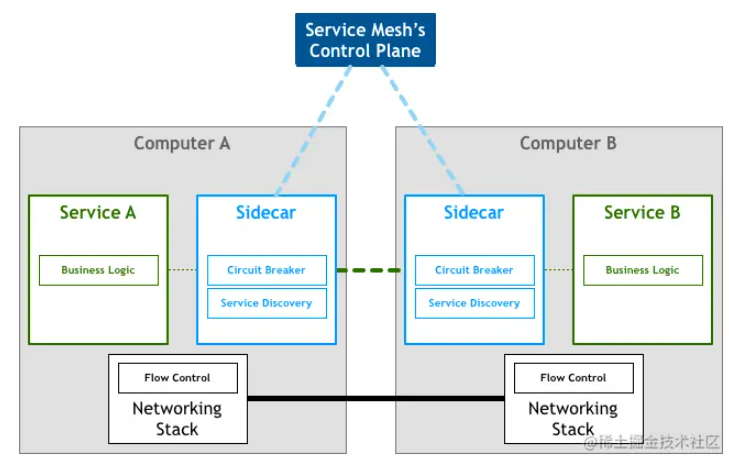 Service Mesh's
Control Plane
Computer A
Computer B
Service A
Sidecar
Sidecar
Service B
Business Logic
Circuit Breaker
Circuit Breaker
Business Logic
Service Discovery
Service Discovery
Flow Control
Flow Control
Networking
Stack
Networking
Stack
@稀土掘金技术社区